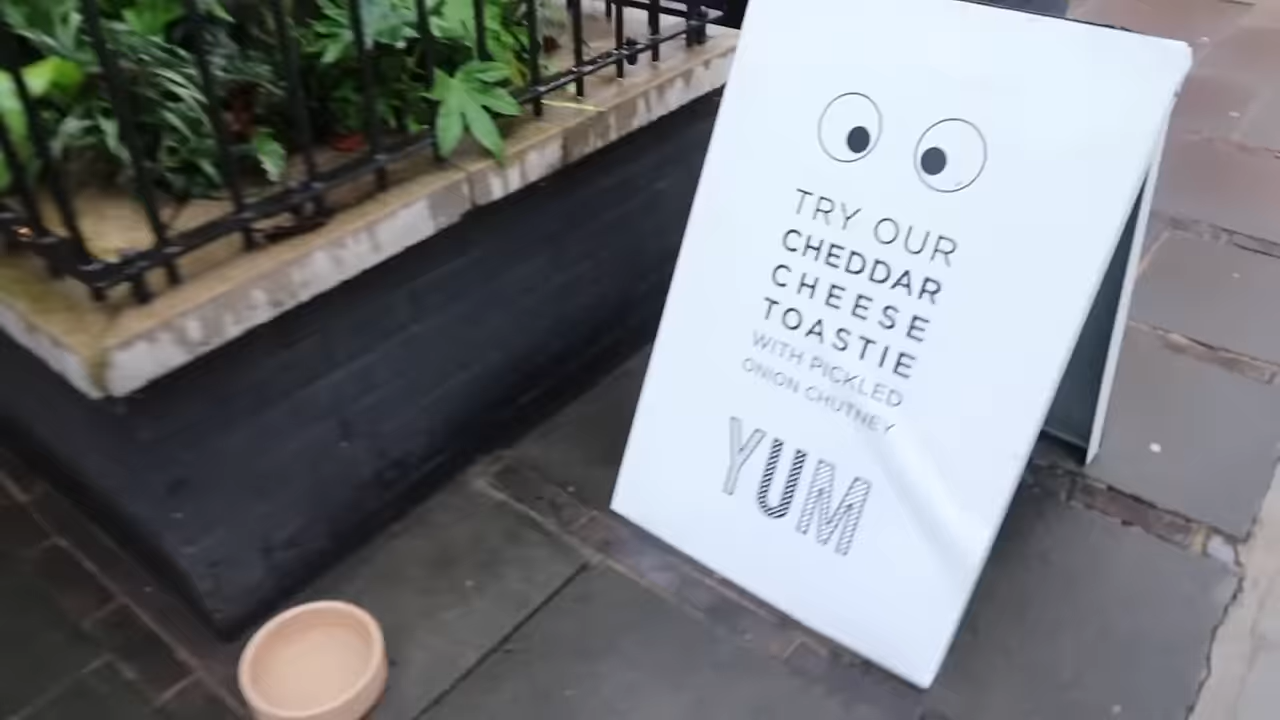 TRY OUR
CHEDDAR
CHEESE
TOASTIE
WITH PICKLED
ONION CHUTNEY
YUM